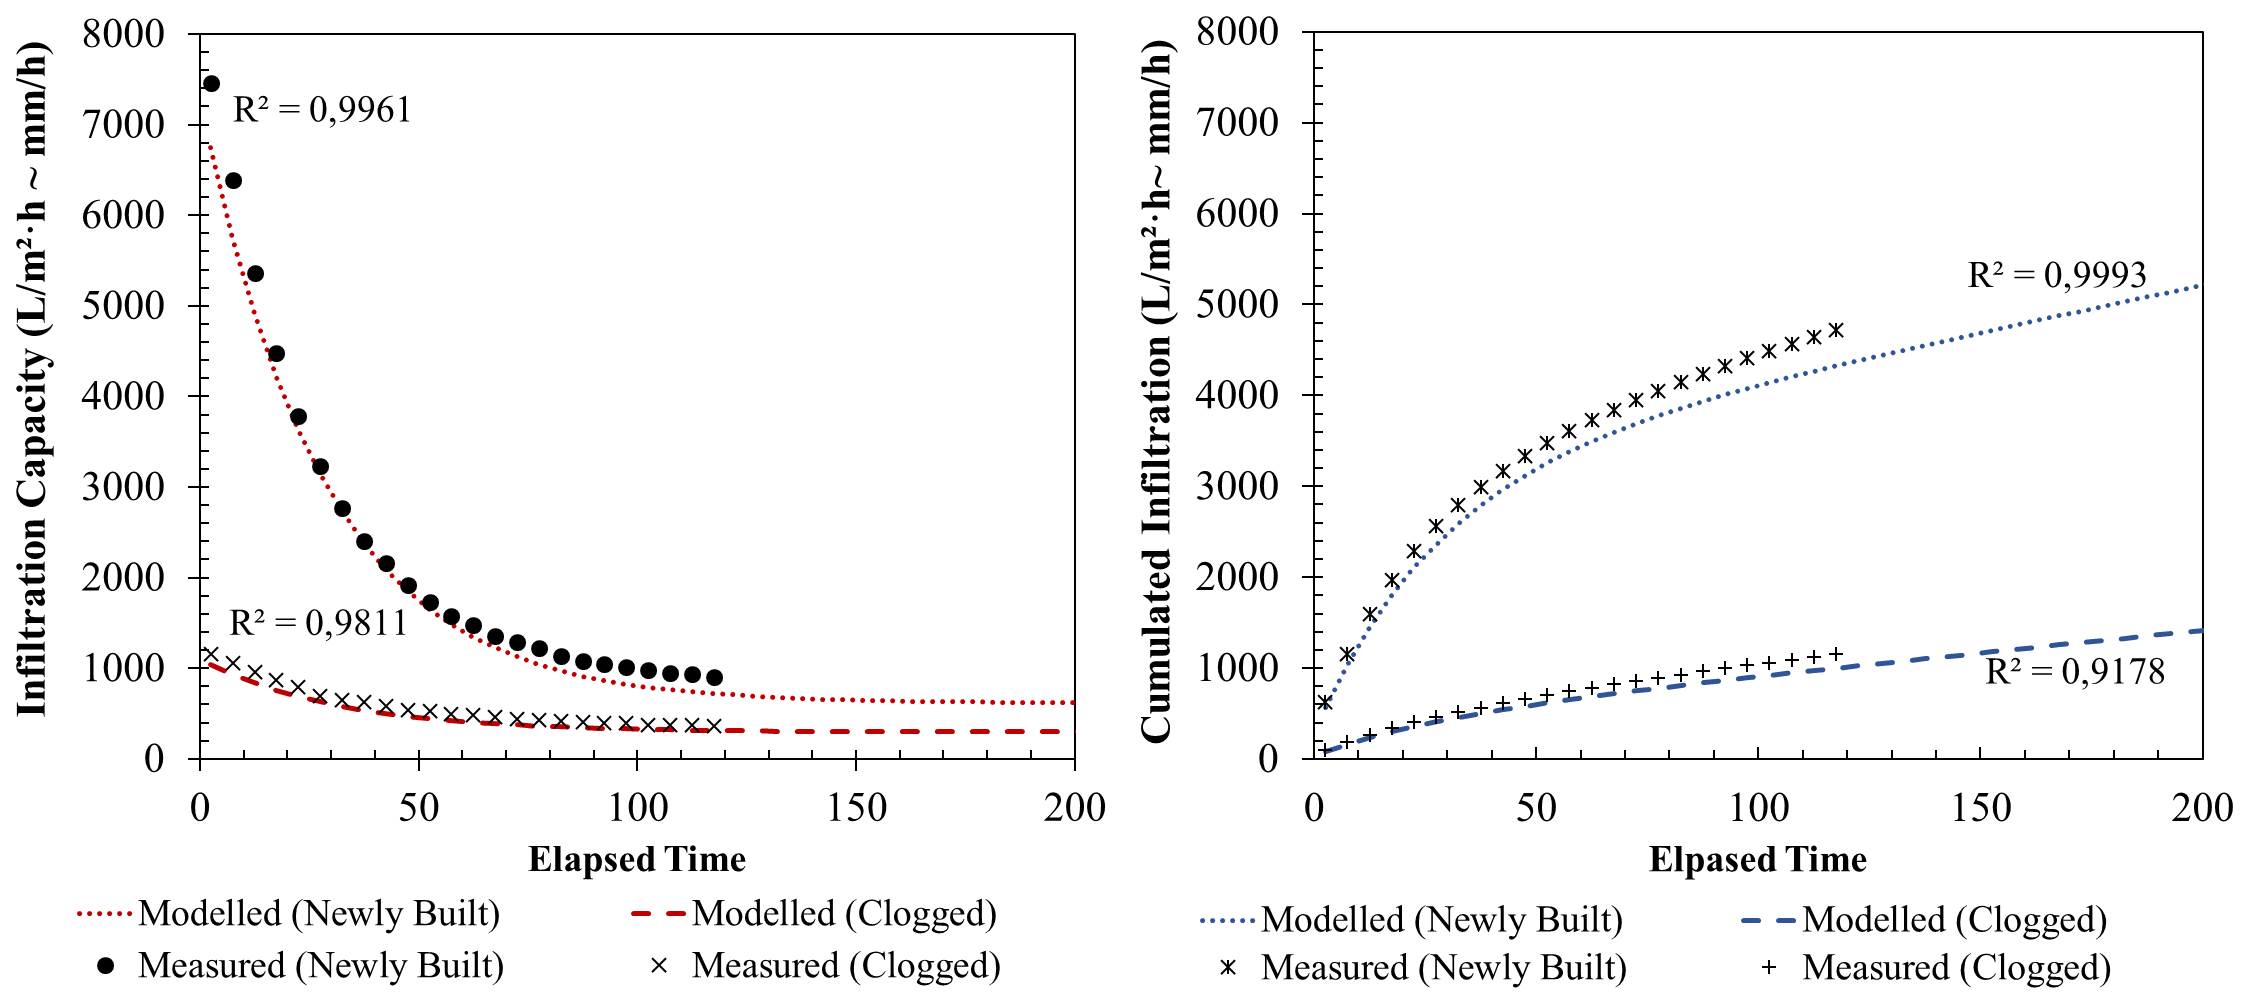 Infiltration Capacity (L/m²·h ~ mm/h)
8000
7000
6000
5000
4000
3000
2000
1000
0
R² = 0,9961
R² = 0,9811
0 50 100 150 200
Elapsed Time
Modelled (Newly Built) Modelled (Clogged)
Measured (Newly Built) Measured (Clogged)
Cumulated Infiltration (L/m²·h~ mm/h)
8000
7000
6000
5000
4000
3000
2000
1000
0
R² = 0,9993
R² = 0,9178
0 50 100 150 200
Elpased Time
Modelled (Newly Built) Modelled (Clogged)
Measured (Newly Built) Measured (Clogged)